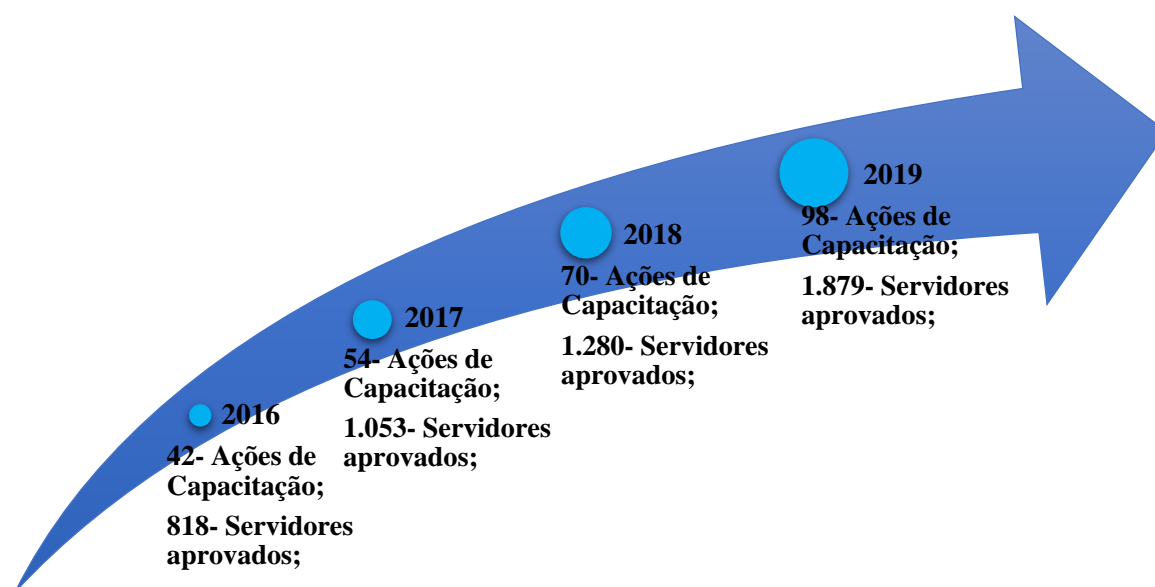 2016
42- Ações de
Capacitação;
818- Servidores
aprovados;
2017
54- Ações de
Capacitação;
1.053- Servidores
aprovados;
2018
70- Ações de
Capacitação;
1.280- Servidores
aprovados;
2019
98- Ações de
Capacitação;
1.879- Servidores
aprovados;